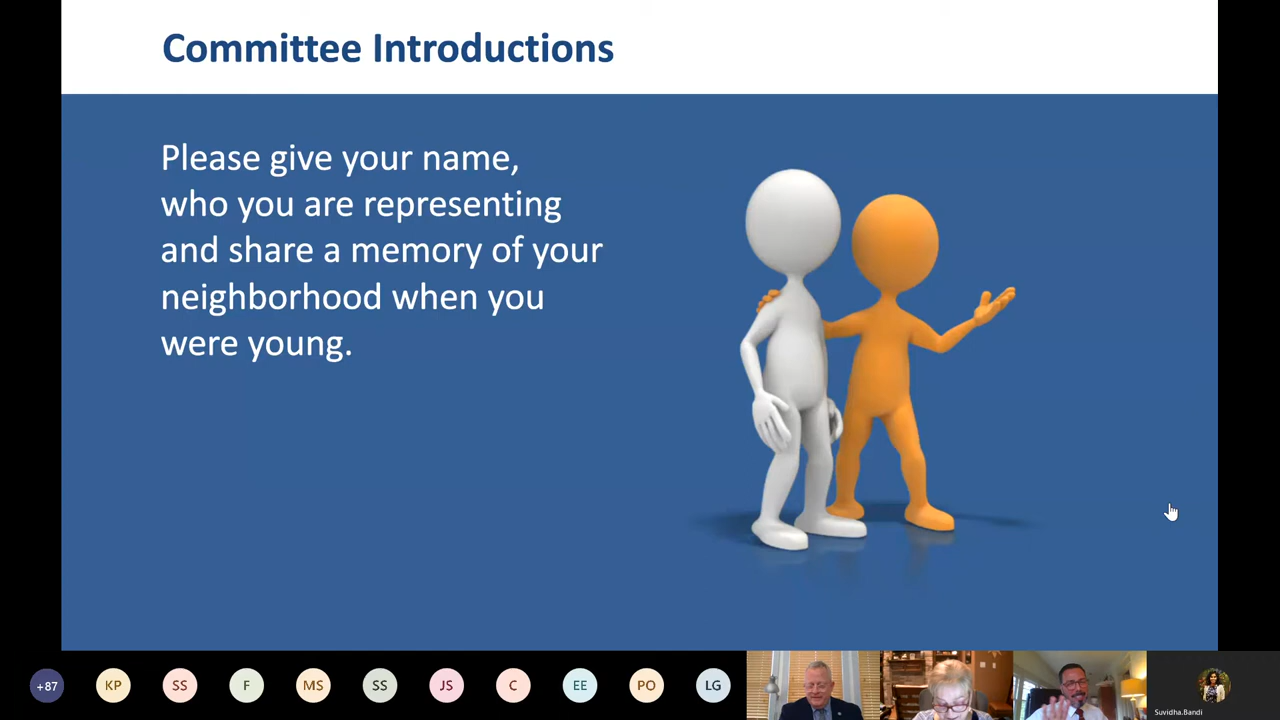 Committee Introductions
Please give your name,
who you are representing
and share a memory of your
neighborhood when you
were young.
+87 KP SS F MS SS JS C EE PO LG
Suvidha.Bandi